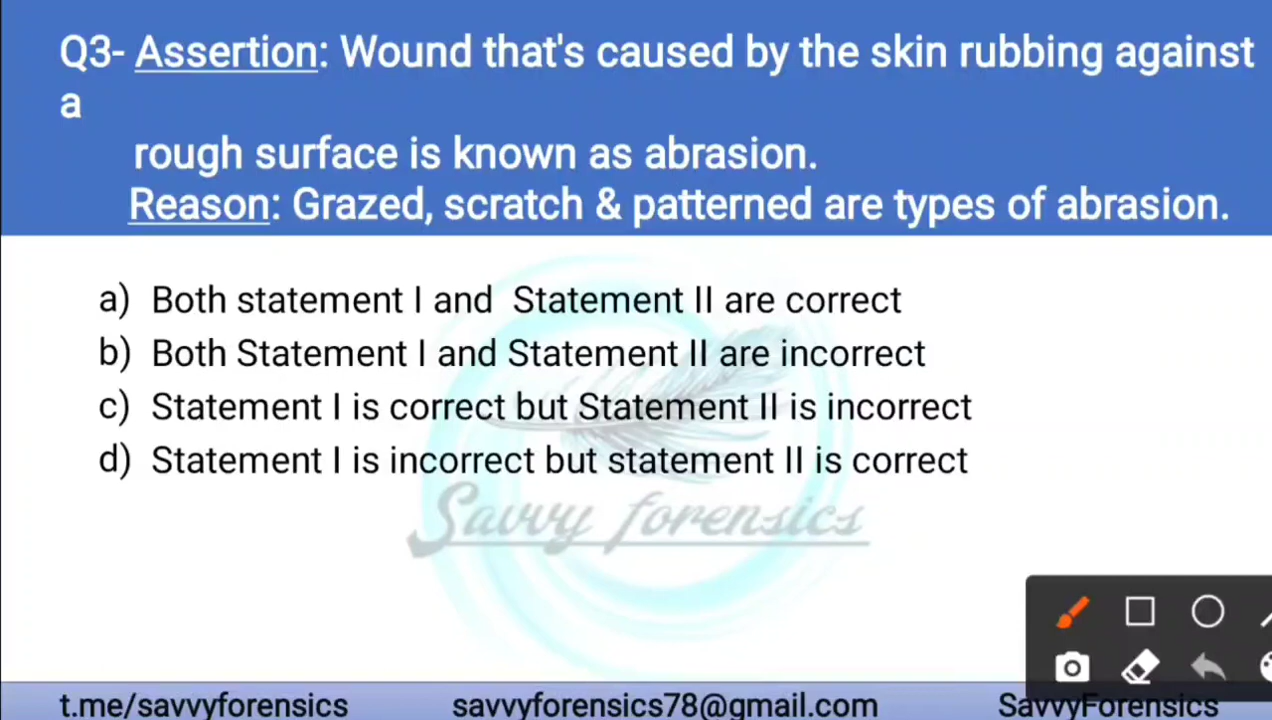 Q3- Assertion: Wound that's caused by the skin rubbing against
a
rough surface is known as abrasion.
Reason: Grazed, scratch & patterned are types of abrasion.
a) Both statement I and Statement II are correct
b) Both Statement I and Statement II are incorrect
c) Statement I is correct but Statement II is incorrect
d) Statement I is incorrect but statement II is correct
Savvy forensics
t.me/savvyforensics savvyforensics78@gmail.com SavvyForensics